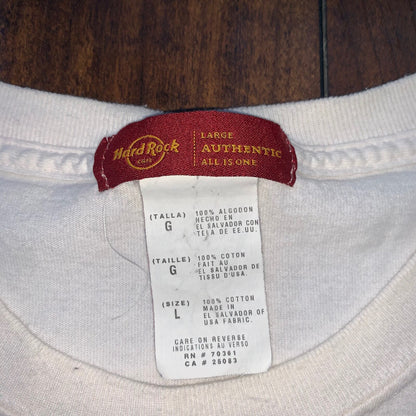 Hard Rock
CAFE
LARGE
AUTHENTIC
ALL IS ONE
(TALLA)
G
100% ALGODON
HECHO EN
EL SALVADOR CON
TELA DE EE.UU.
(TAILLE)
G
100% COTON
FAIT AU
EL SALVADOR DE
TISSU D'USA.
(SIZE)
L
100% COTTON
MADE IN
EL SALVADOR OF
USA FABRIC.
CARE ON REVERSE
INDICATIONS AU VERSO
RN # 70361
CA # 25083